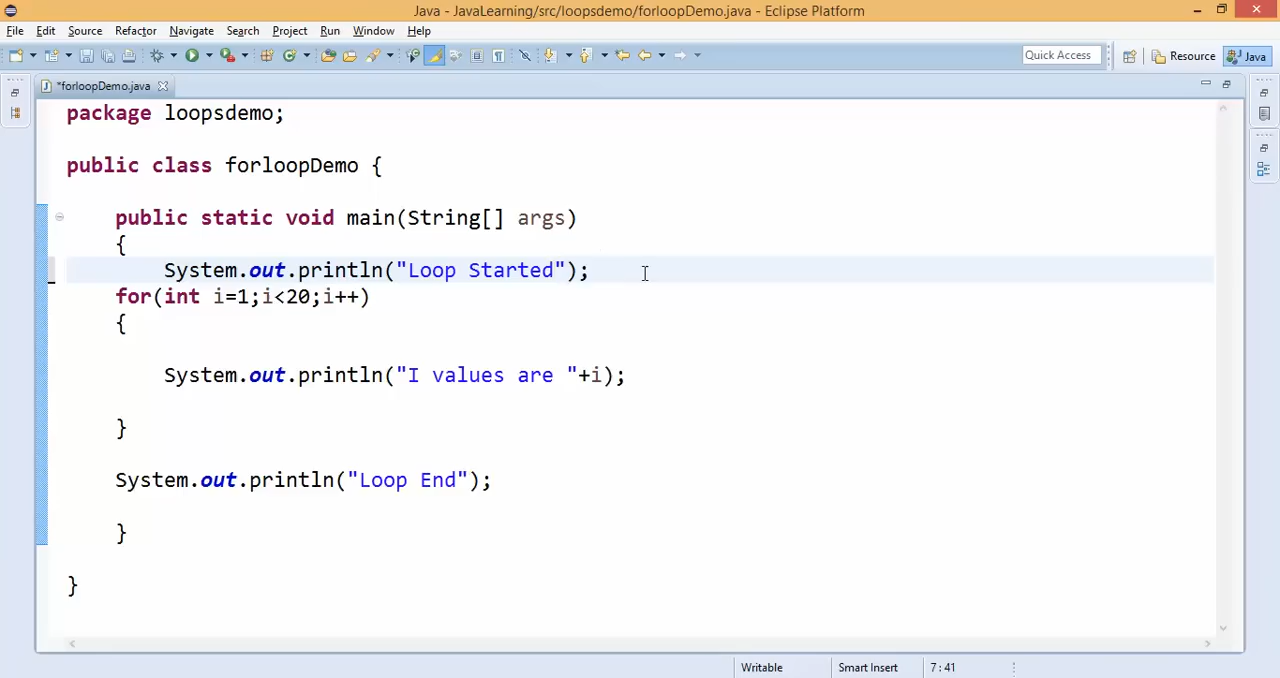 Java - JavaLearning/src/loopsdemo/forloopDemo.java - Eclipse Platform
File Edit Source Refactor Navigate Search Project Run Window Help
Quick Access Resource Java
*forloopDemo.java
package loopsdemo;
public class forloopDemo {
public static void main(String[] args)
{
System.out.println("Loop Started");
for(int i=1;i<20;i++)
{
System.out.println("I values are "+i);
}
System.out.println("Loop End");
}
}
Writable Smart Insert 7 : 41